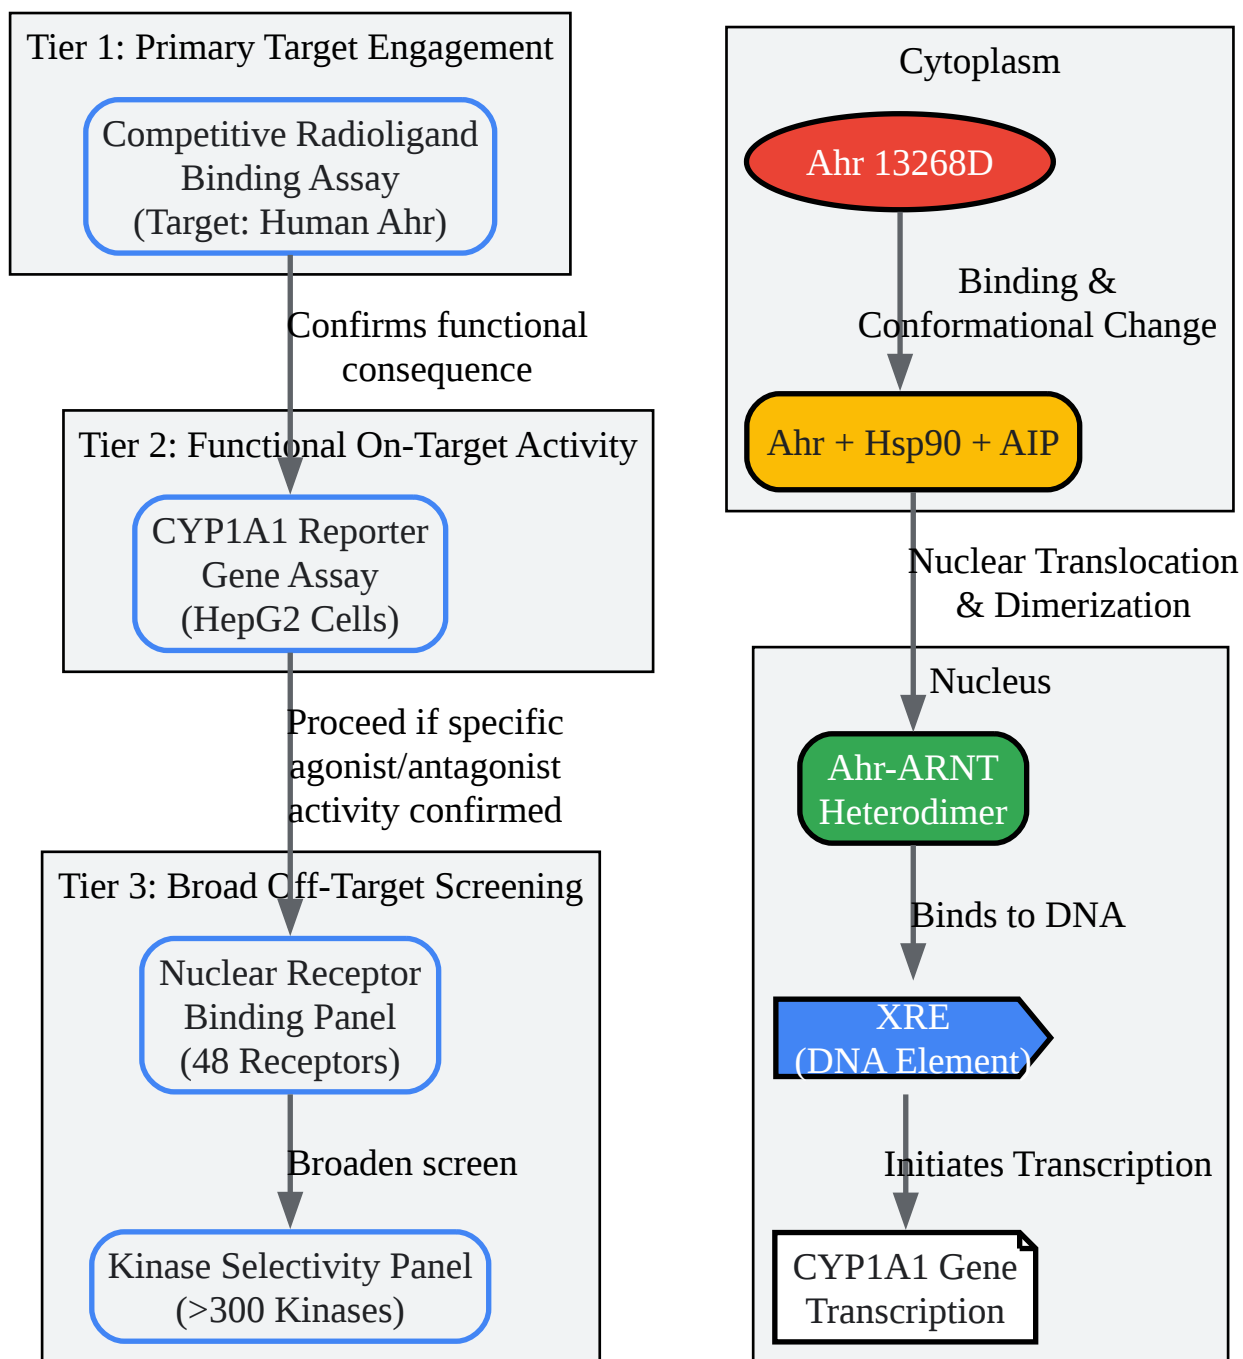 Tier 1: Primary Target Engagement
Competitive Radioligand
Binding Assay
(Target: Human Ahr)
Confirms functional
consequence
Tier 2: Functional On-Target Activity
CYP1A1 Reporter
Gene Assay
(HepG2 Cells)
Proceed if specific
agonist/antagonist
activity confirmed
Tier 3: Broad Off-Target Screening
Nuclear Receptor
Binding Panel
(48 Receptors)
Broaden screen
Kinase Selectivity Panel
(>300 Kinases)
Cytoplasm
Ahr 13268D
Binding &
Conformational Change
Ahr + Hsp90 + AIP
Nuclear Translocation
& Dimerization
Nucleus
Ahr-ARNT
Heterodimer
Binds to DNA
XRE
(DNA Element)
Initiates Transcription
CYP1A1 Gene
Transcription